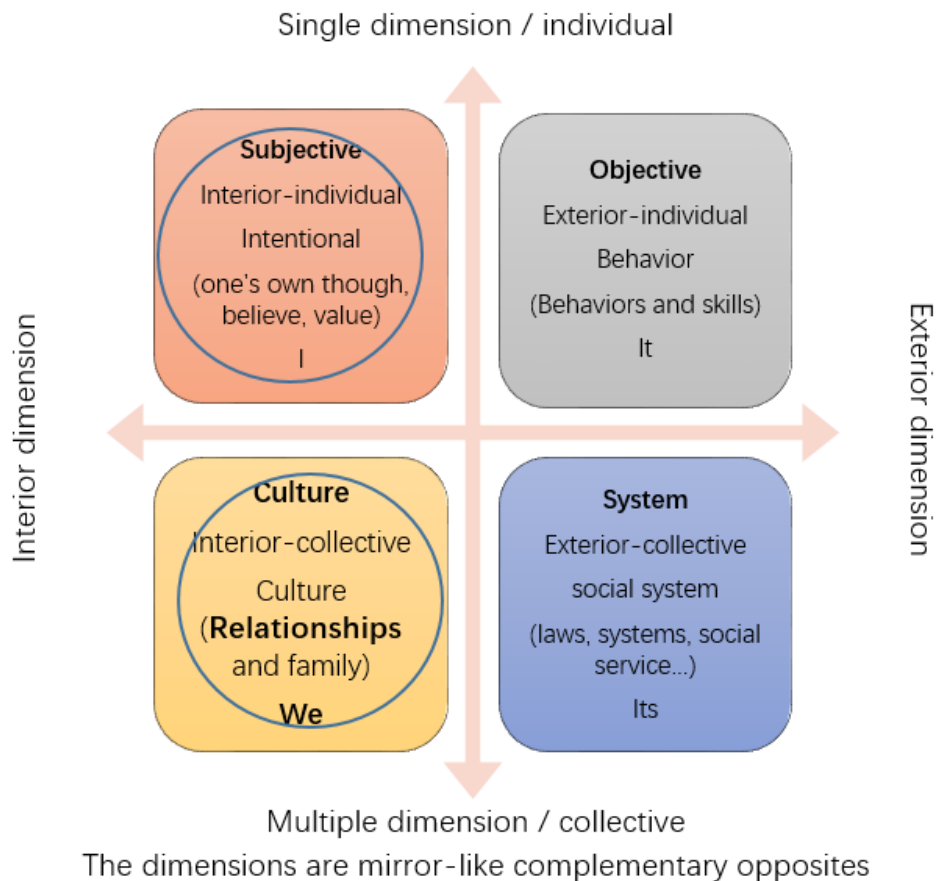 Single dimension / individual
Subjective
Interior-individual
Intentional
(one's own though,
believe, value)
I
Objective
Exterior-individual
Behavior
(Behaviors and skills)
It
Interior dimension
Exterior dimension
Culture
Interior-collective
Culture
(Relationships
and family)
We
System
Exterior-collective
social system
(laws, systems, social
service...)
Its
Multiple dimension / collective
The dimensions are mirror-like complementary opposites